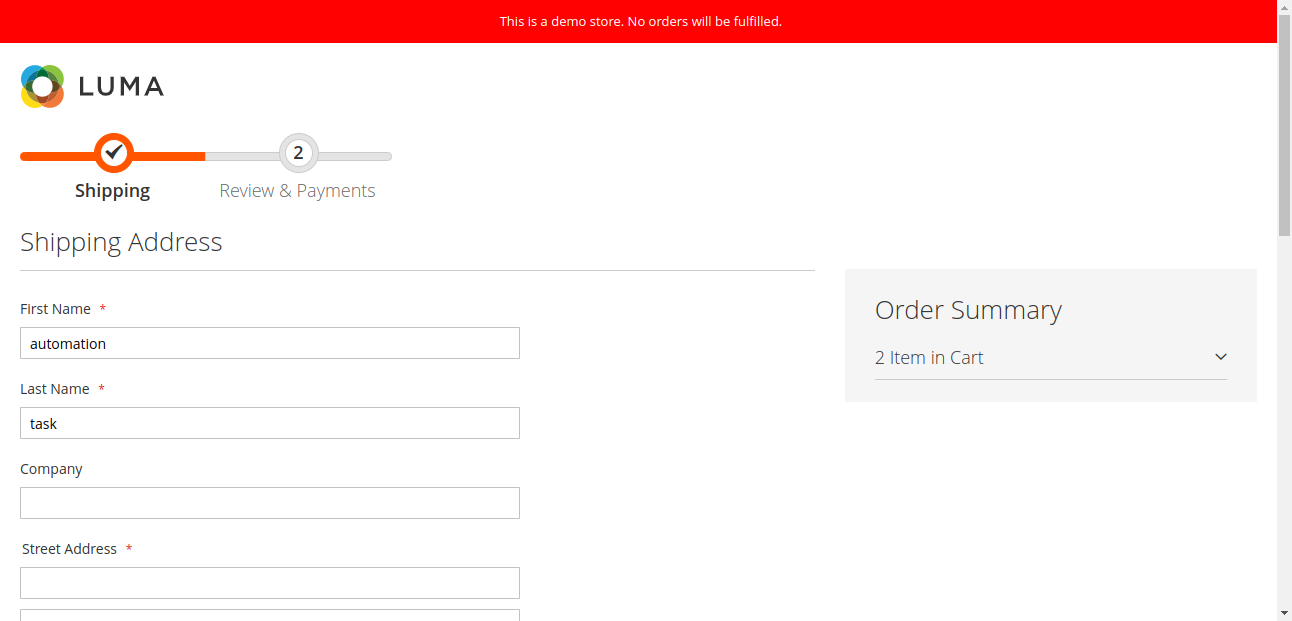 This is a demo store. No orders will be fulfilled.
LUMA
2
Shipping
Review & Payments
Shipping Address
First Name *
automation
Last Name *
task
Company
Street Address *
Order Summary
2 Item in Cart